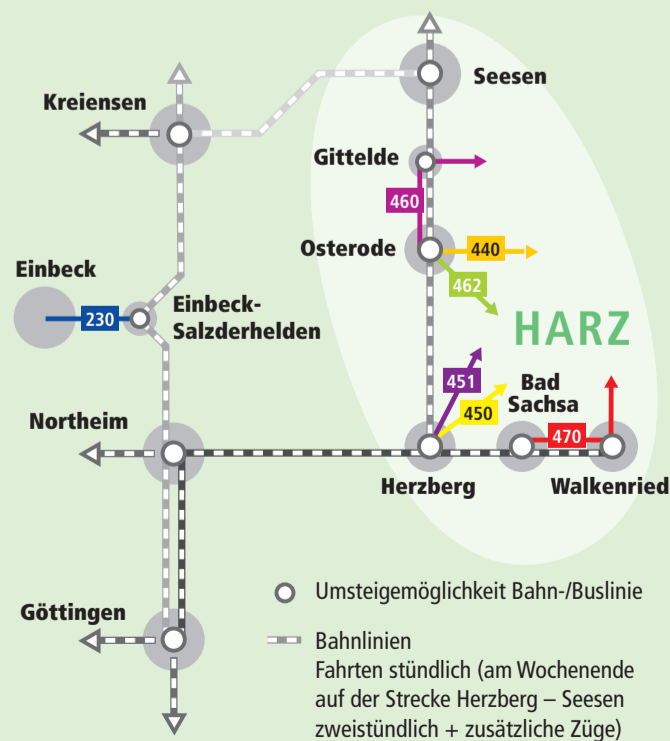 Seesen
Kreiensen
Gittelde
460
Osterode
440
462
Einbeck
230
Einbeck-
Salzderhelden
HARZ
451
450
Bad
Sachsa
Northeim
470
Herzberg
Walkenried
Umsteigemöglichkeit Bahn-/Buslinie
Göttingen
Bahnlinien
Fahrten stündlich (am Wochenende
auf der Strecke Herzberg – Seesen
zweistündlich + zusätzliche Züge)